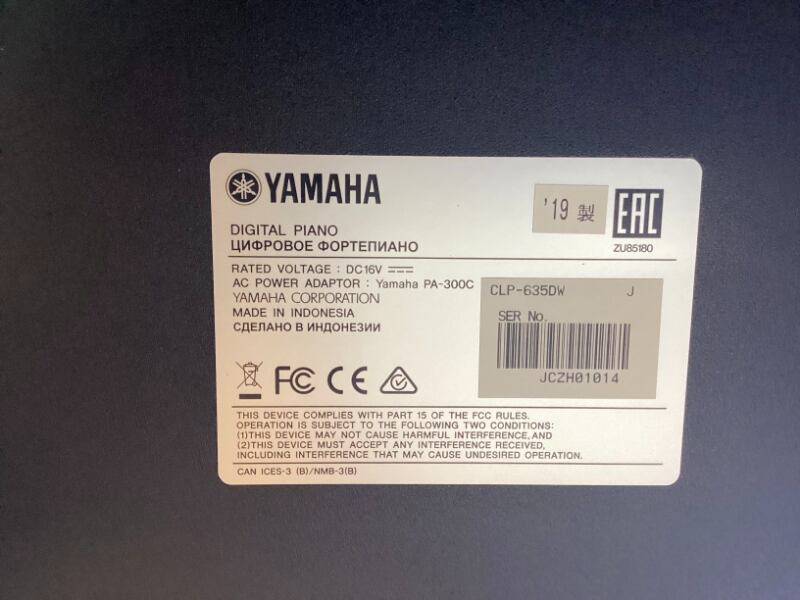 YAMAHA
'19 製
EAC
ZU85180
DIGITAL PIANO
ЦИФРОВОЕ ФОРТЕПИАНО
RATED VOLTAGE : DC16V
AC POWER ADAPTOR : Yamaha PA-300C
YAMAHA CORPORATION
MADE IN INDONESIA
СДЕЛАНО В ИНДОНЕЗИИ
CLP-635DW J
SER No.
JCZH01014
FC CE
THIS DEVICE COMPLIES WITH PART 15 OF THE FCC RULES.
OPERATION IS SUBJECT TO THE FOLLOWING TWO CONDITIONS:
(1)THIS DEVICE MAY NOT CAUSE HARMFUL INTERFERENCE, AND
(2)THIS DEVICE MUST ACCEPT ANY INTERFERENCE RECEIVED,
INCLUDING INTERFERENCE THAT MAY CAUSE UNDESIRED OPERATION.
CAN ICES-3 (B)/NMB-3(B)